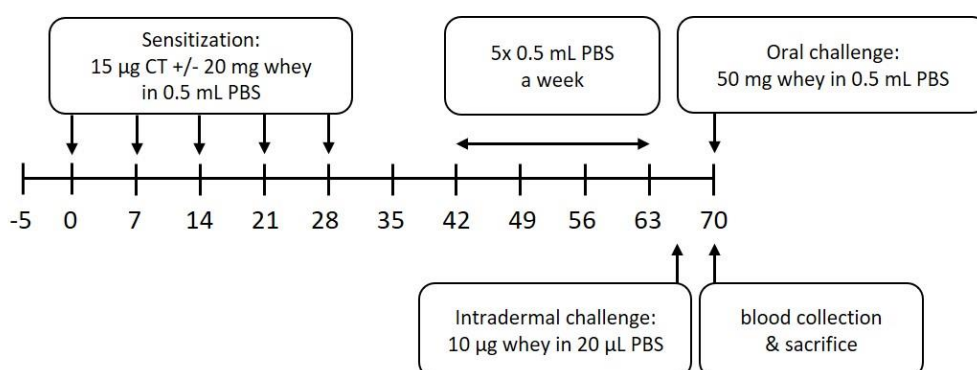 Sensitization:
15 µg CT +/- 20 mg whey
in 0.5 mL PBS
5x 0.5 mL PBS
a week
Oral challenge:
50 mg whey in 0.5 mL PBS
-5 0 7 14 21 28 35 42 49 56 63 70
Intradermal challenge:
10 µg whey in 20 µL PBS
blood collection
& sacrifice